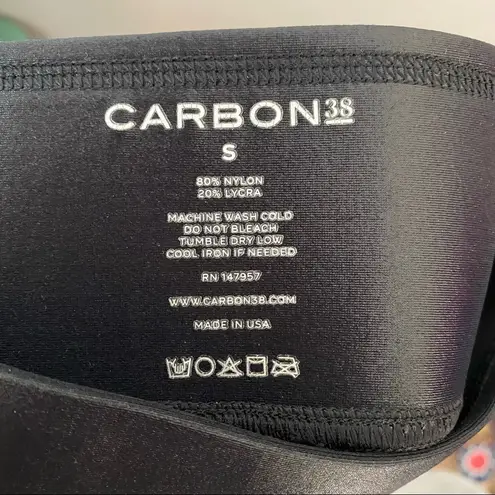 CARBON38
S
80% NYLON
20% LYCRA
MACHINE WASH COLD
DO NOT BLEACH
TUMBLE DRY LOW
COOL IRON IF NEEDED
RN 147957
WWW.CARBON38.COM
MADE IN USA